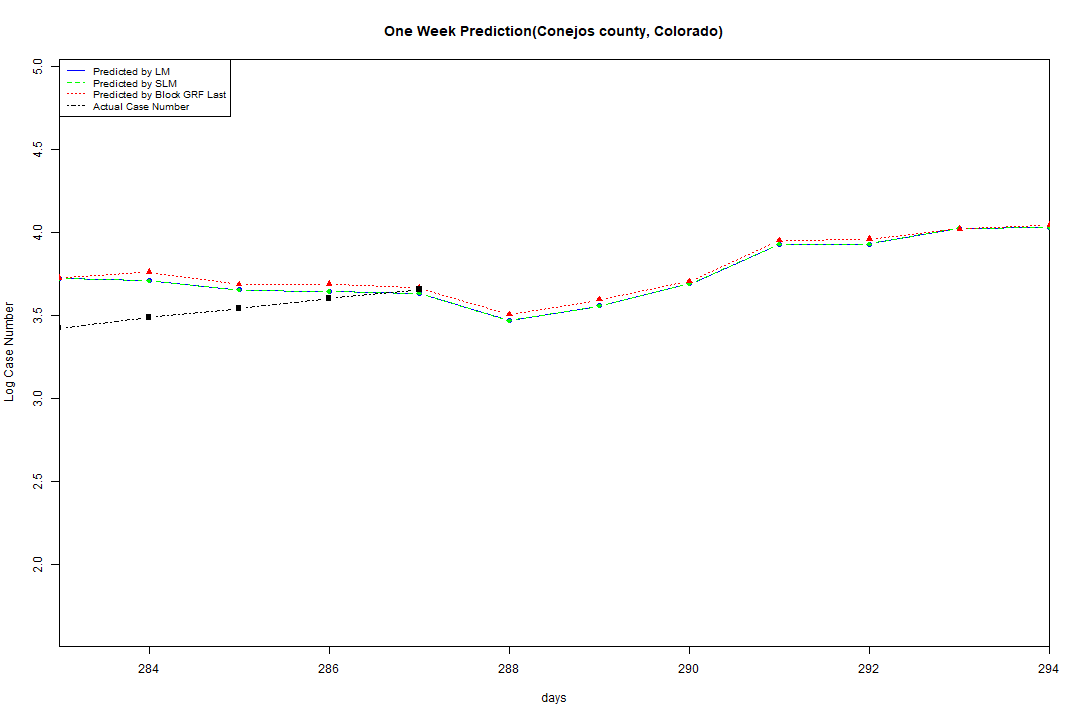 One Week Prediction(Conejos county, Colorado)
Predicted by LM
Predicted by SLM
Predicted by Block GRF Last
Actual Case Number
5.0
4.5
4.0
3.5
3.0
2.5
2.0
Log Case Number
284
286
288
290
292
294
days